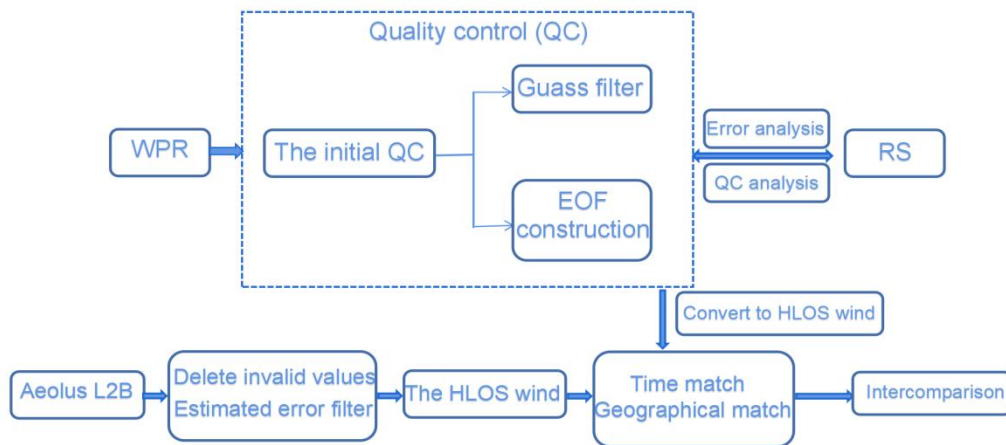 Quality control (QC)
Guass filter
WPR
The initial QC
Error analysis
RS
QC analysis
EOF
construction
Convert to HLOS wind
Aeolus L2B
Delete invalid values
Estimated error filter
The HLOS wind
Time match
Geographical match
Intercomparison